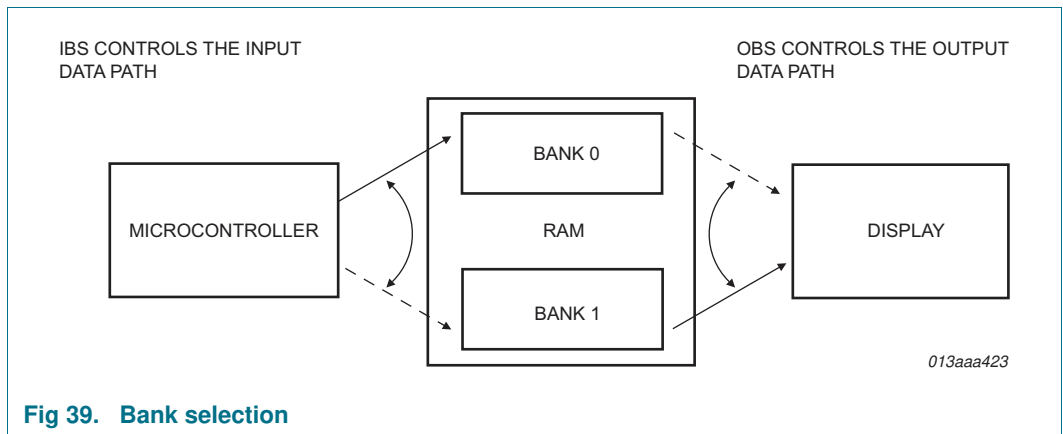 IBS CONTROLS THE INPUT
DATA PATH
OBS CONTROLS THE OUTPUT
DATA PATH
BANK 0
MICROCONTROLLER
RAM
DISPLAY
BANK 1
013aaa423
Fig 39. Bank selection